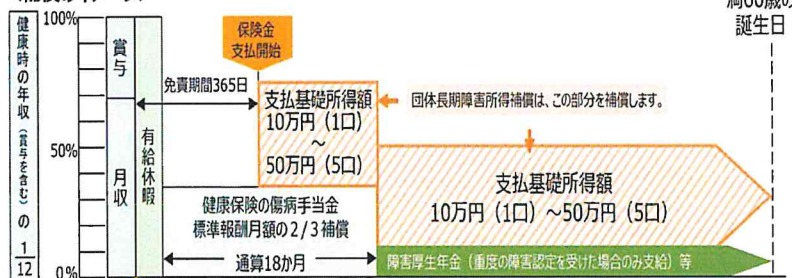 満60歳の
誕生日
健康時の年収(賞与を含む)の1/12
100%
50%
0%
賞与
月収
有給休暇
保険金
支払開始
免責期間365日
支払基礎所得額
10万円(1口)
~
50万円(5口)
団体長期障害所得補償は、この部分を補償します。
支払基礎所得額
10万円(1口)~50万円(5口)
健康保険の傷病手当金
標準報酬月額の2/3補償
通算18か月
障害厚生年金(重度の障害認定を受けた場合のみ支給)等